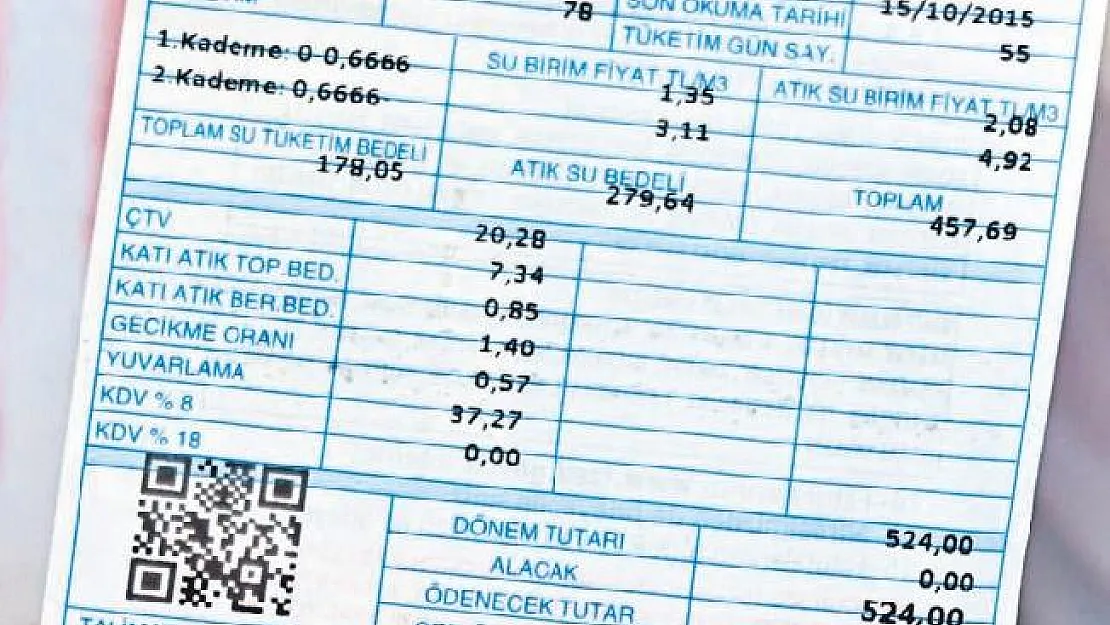 78
SON OKUMA TARİHİ 15/10/2015
TÜKETİM GÜN SAY. 55
1.Kademe: 0-0,6666
2.Kademe: 0,6666-
SU BİRİM FİYAT TL/M3
1,35
3,11
ATIK SU BİRİM FİYAT TL/M3
2,08
4,92
TOPLAM SU TÜKETİM BEDELİ
178,05
ATIK SU BEDELİ
279,64
TOPLAM
457,69
ÇTV 20,28
KATI ATIK TOP.BED. 7,34
KATI ATIK BER.BED. 0,85
GECİKME ORANI 1,40
YUVARLAMA 0,57
KDV % 8 37,27
KDV % 18 0,00
DÖNEM TUTARI 524,00
ALACAK 0,00
ÖDENECEK TUTAR 524,00